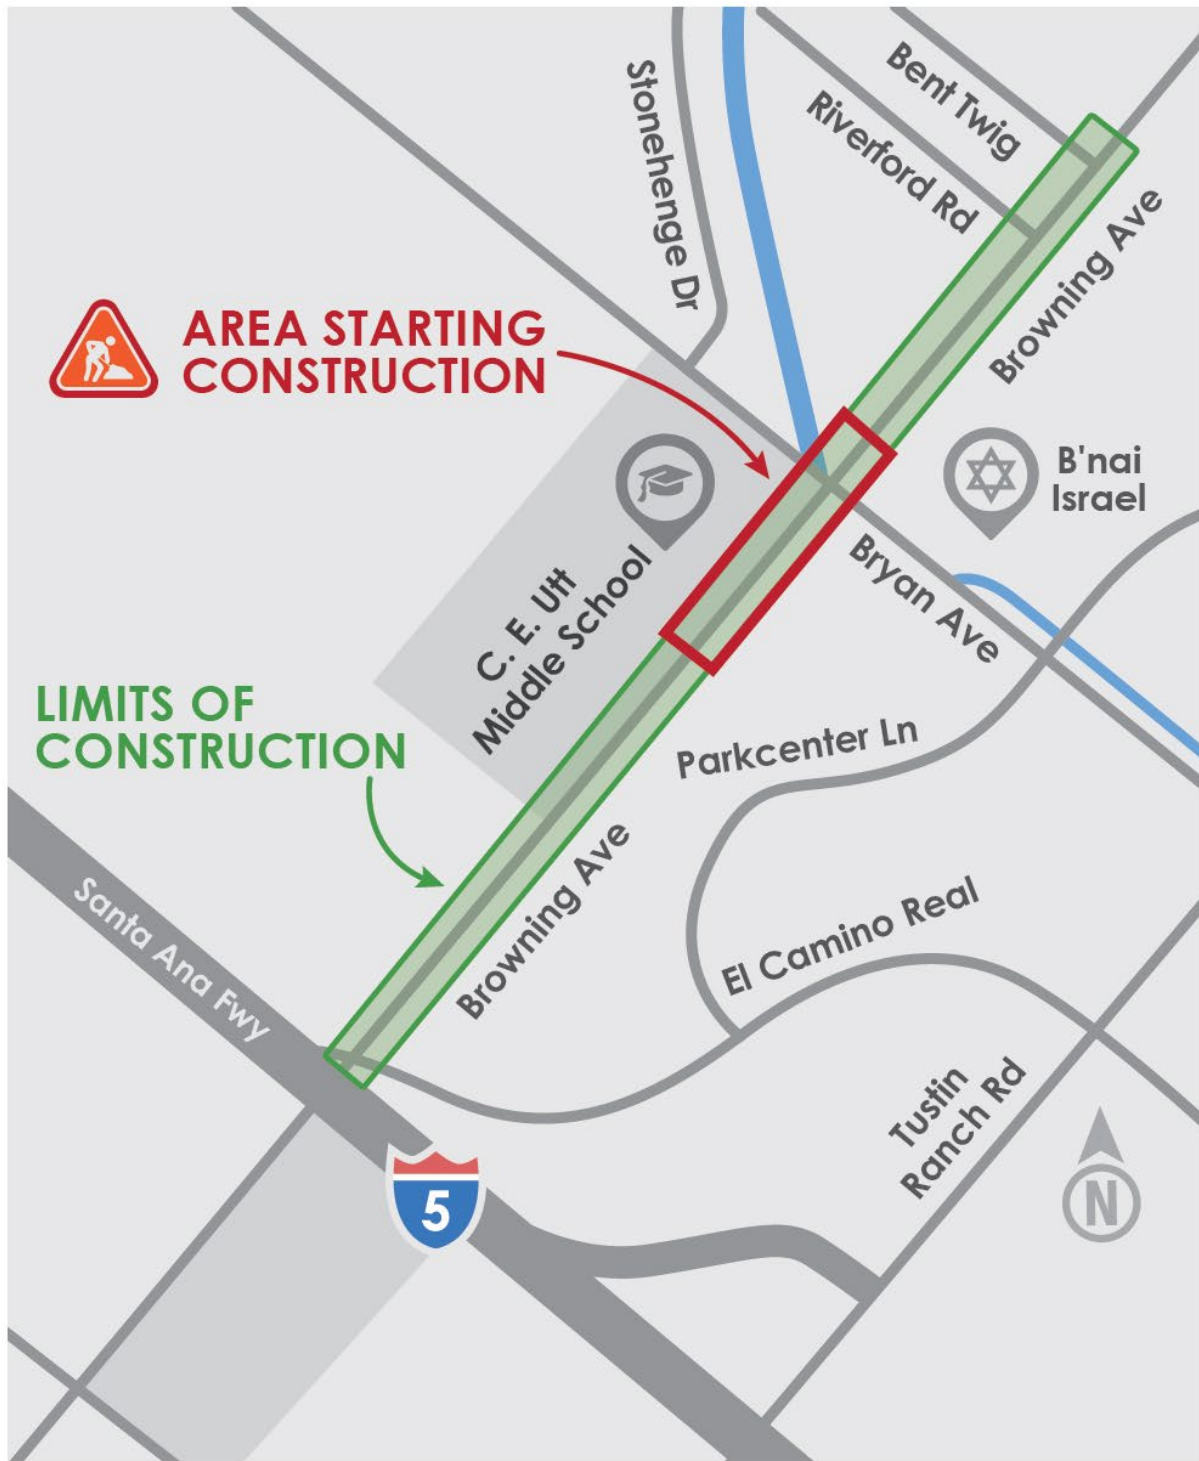 Bent Twig
Riverford Rd
Stonehenge Dr
Browning Ave
AREA STARTING
CONSTRUCTION
B'nai
Israel
Bryan Ave
C. E. Utt
Middle School
LIMITS OF
CONSTRUCTION
Parkcenter Ln
Browning Ave
El Camino Real
Santa Ana Fwy
Tustin
Ranch Rd
5
N